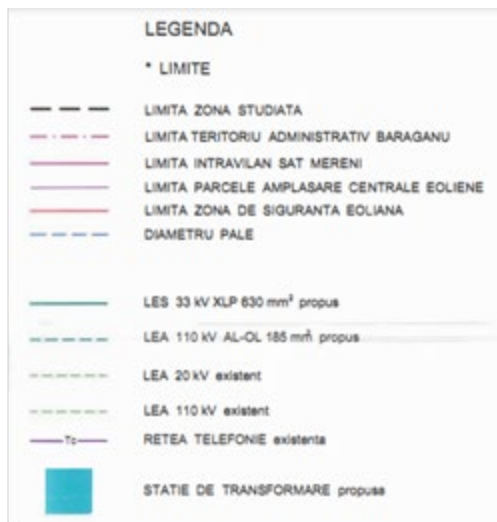 LEGENDA
* LIMITE
LIMITA ZONA STUDIATA
LIMITA TERITORIU ADMINISTRATIV BARAGANU
LIMITA INTRAVILAN SAT MERENI
LIMITA PARCELE AMPLASARE CENTRALE EOLIENE
LIMITA ZONA DE SIGURANTA EOLIANA
DIAMETRU PALE
LES 33 kV XLP 630 mm² propus
LEA 110 kV AL-OL 185 mm² propus
LEA 20 kV existent
LEA 110 kV existent
Tc RETEA TELEFONIE existenta
STATIE DE TRANSFORMARE propusa